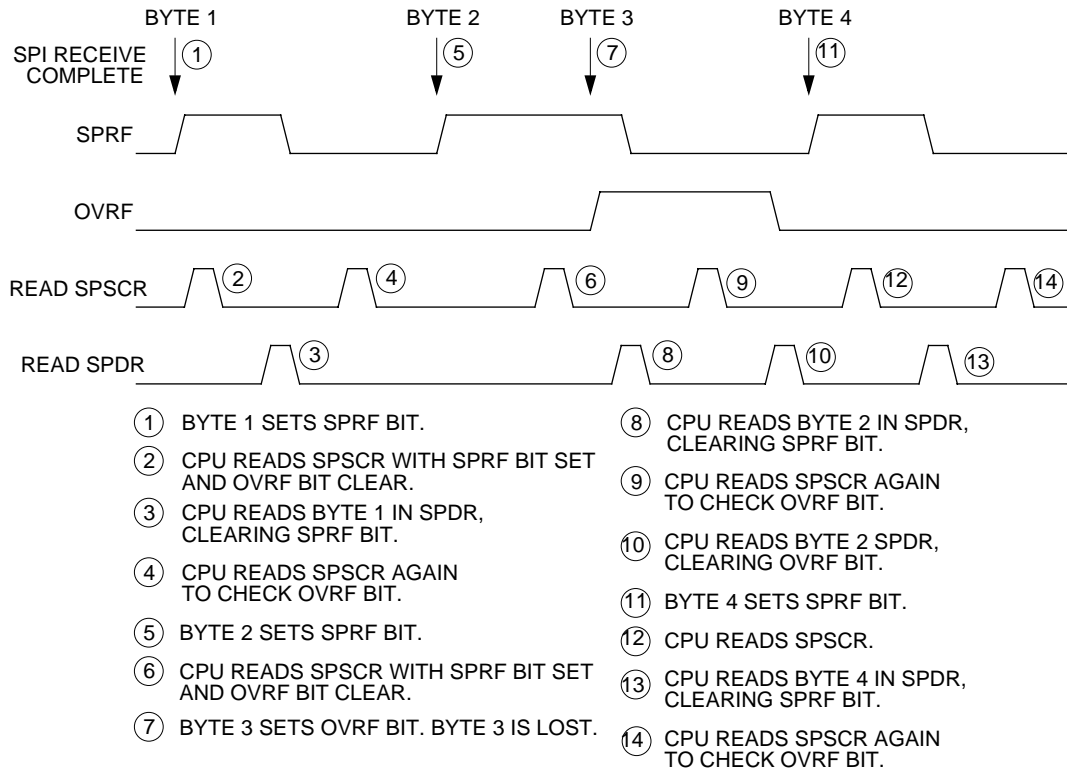 BYTE 1 BYTE 2 BYTE 3 BYTE 4
SPI RECEIVE
COMPLETE
1 5 7 11
SPRF
OVRF
READ SPSCR
2 4 6 9 12 14
READ SPDR
3 8 10 13
1 BYTE 1 SETS SPRF BIT.
2 CPU READS SPSCR WITH SPRF BIT SET
AND OVRF BIT CLEAR.
3 CPU READS BYTE 1 IN SPDR,
CLEARING SPRF BIT.
4 CPU READS SPSCR AGAIN
TO CHECK OVRF BIT.
5 BYTE 2 SETS SPRF BIT.
6 CPU READS SPSCR WITH SPRF BIT SET
AND OVRF BIT CLEAR.
7 BYTE 3 SETS OVRF BIT. BYTE 3 IS LOST.
8 CPU READS BYTE 2 IN SPDR,
CLEARING SPRF BIT.
9 CPU READS SPSCR AGAIN
TO CHECK OVRF BIT.
10 CPU READS BYTE 2 SPDR,
CLEARING OVRF BIT.
11 BYTE 4 SETS SPRF BIT.
12 CPU READS SPSCR.
13 CPU READS BYTE 4 IN SPDR,
CLEARING SPRF BIT.
14 CPU READS SPSCR AGAIN
TO CHECK OVRF BIT.